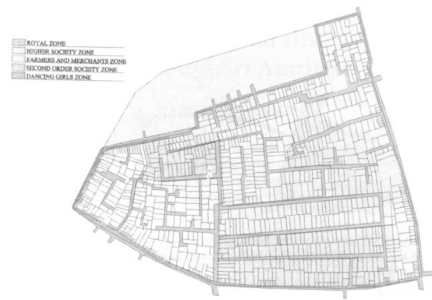 ROYAL ZONE
HIGHER SOCIETY ZONE
FARMERS AND MERCHANTS ZONE
SECOND ORDER SOCIETY ZONE
DANCING GIRLS ZONE